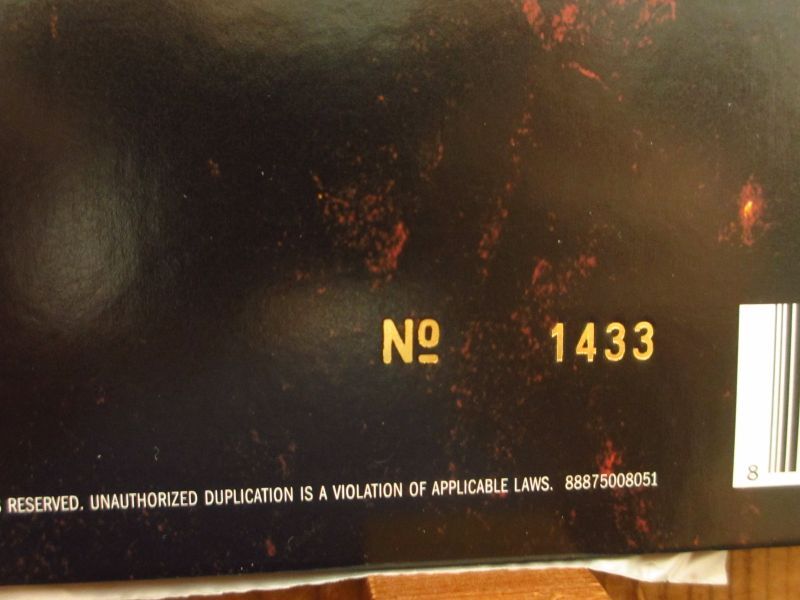 Nº 1433
RESERVED. UNAUTHORIZED DUPLICATION IS A VIOLATION OF APPLICABLE LAWS. 88875008051
8